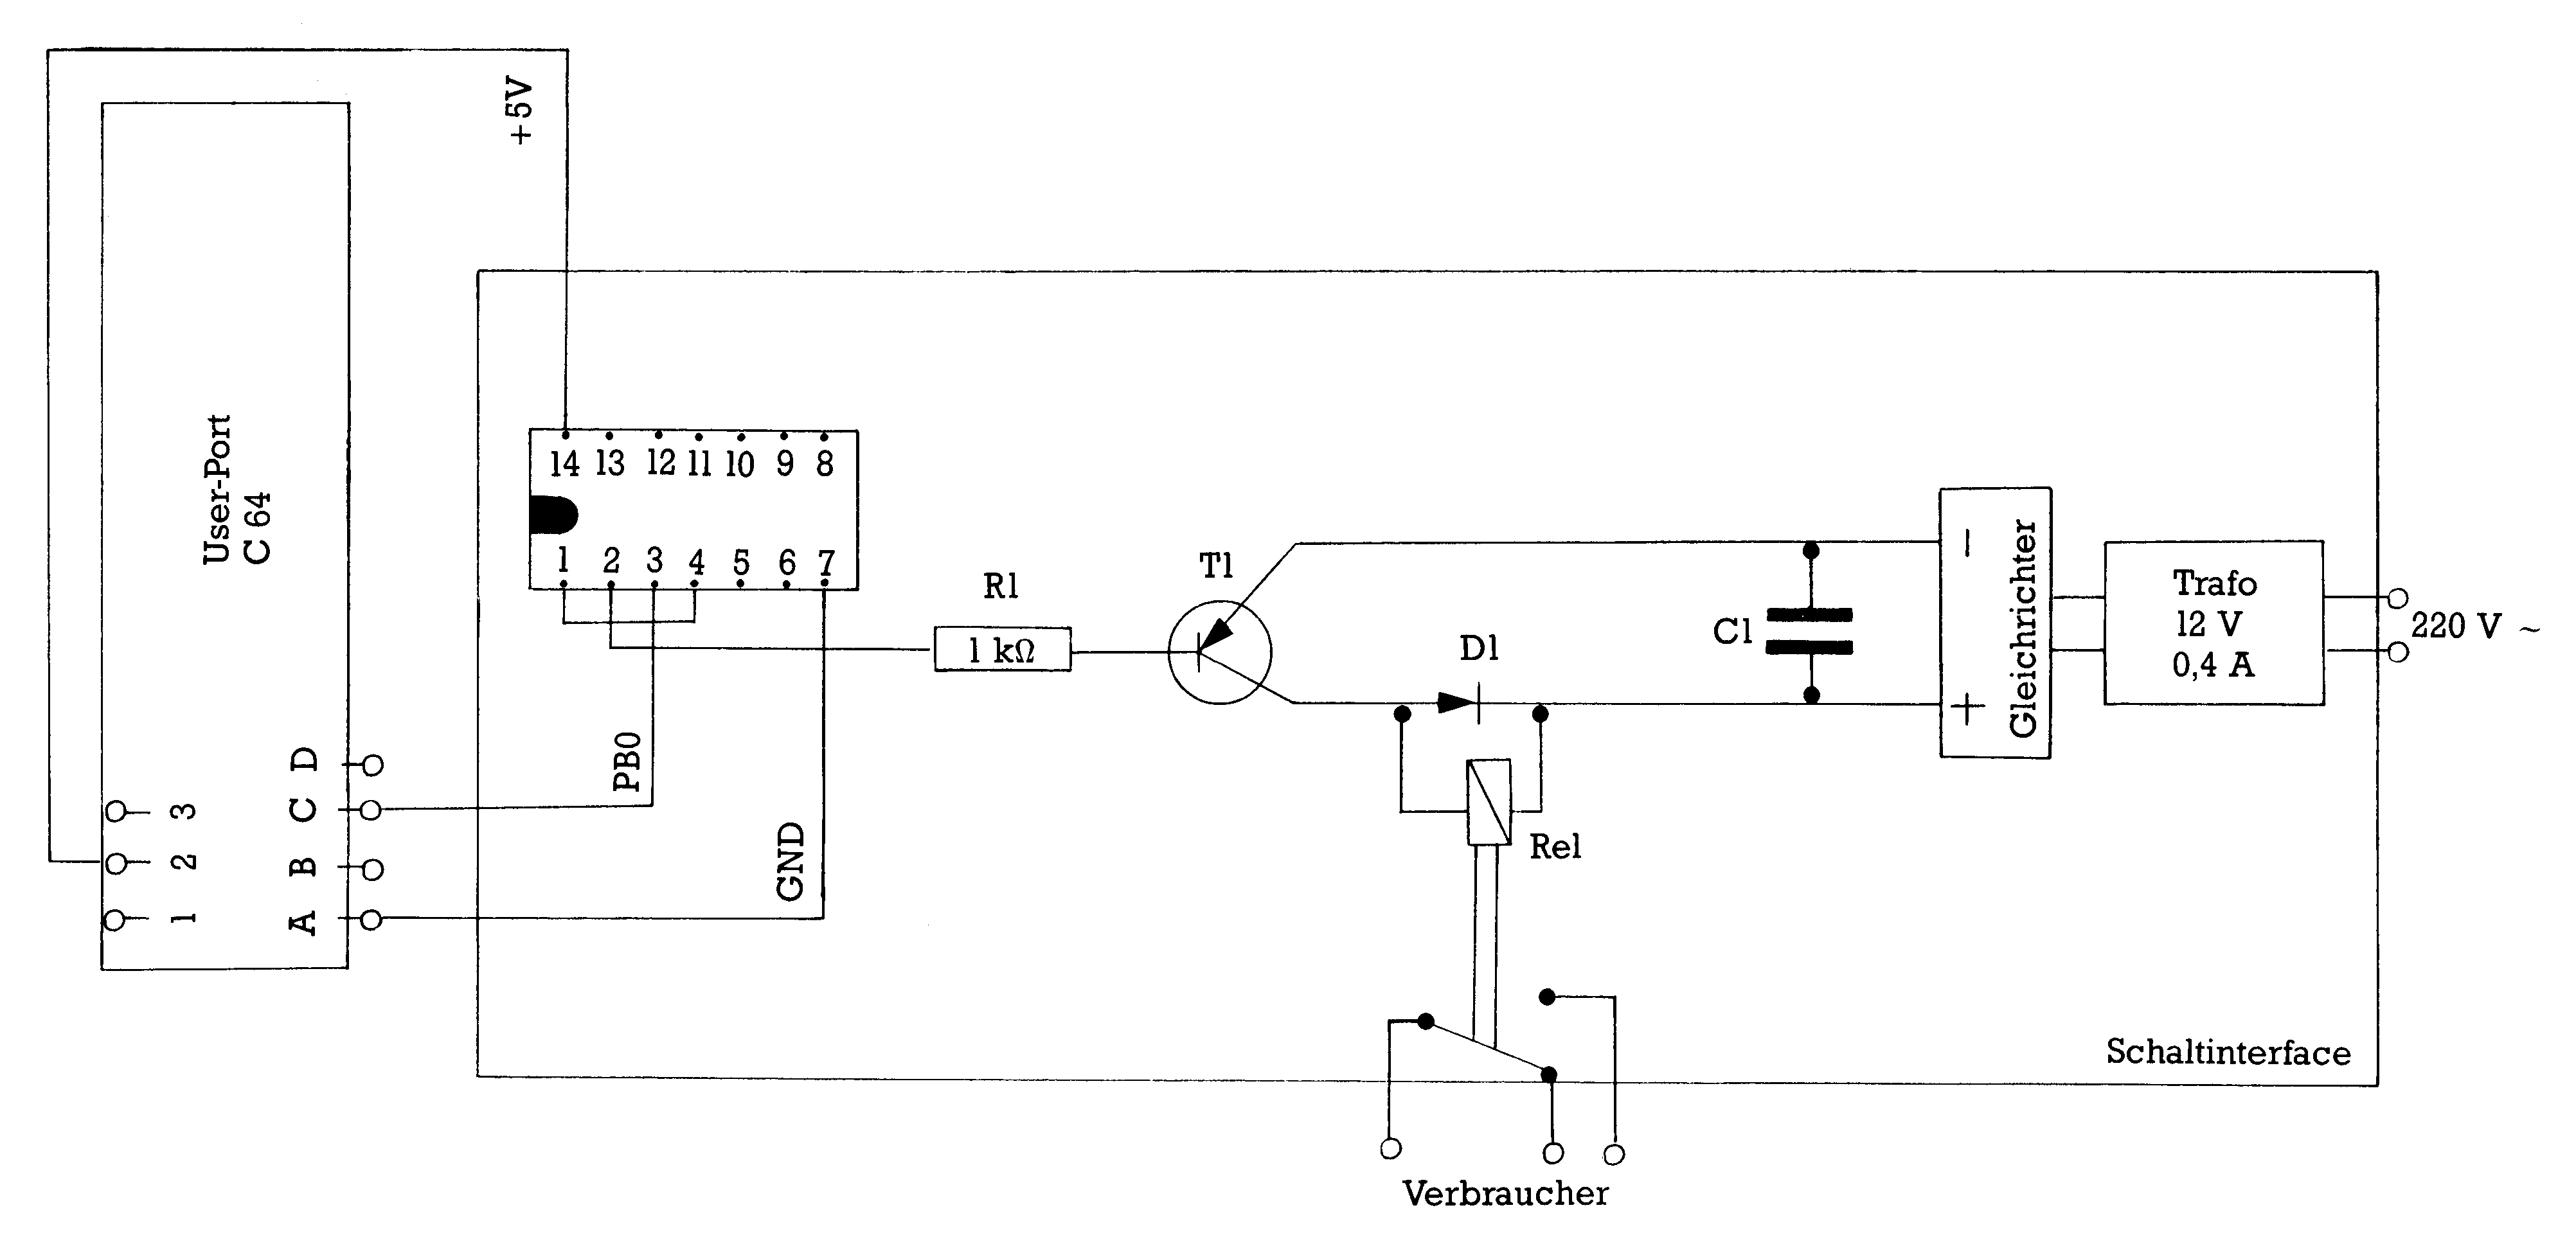 +5V
User-Port
C 64
14 13 12 11 10 9 8
1 2 3 4 5 6 7
R1
1 kΩ
T1
D1
C1
−
+
Gleichrichter
Trafo
12 V
0,4 A
220 V ~
Rel
PB0
GND
3
2
1
D
C
B
A
Schaltinterface
Verbraucher